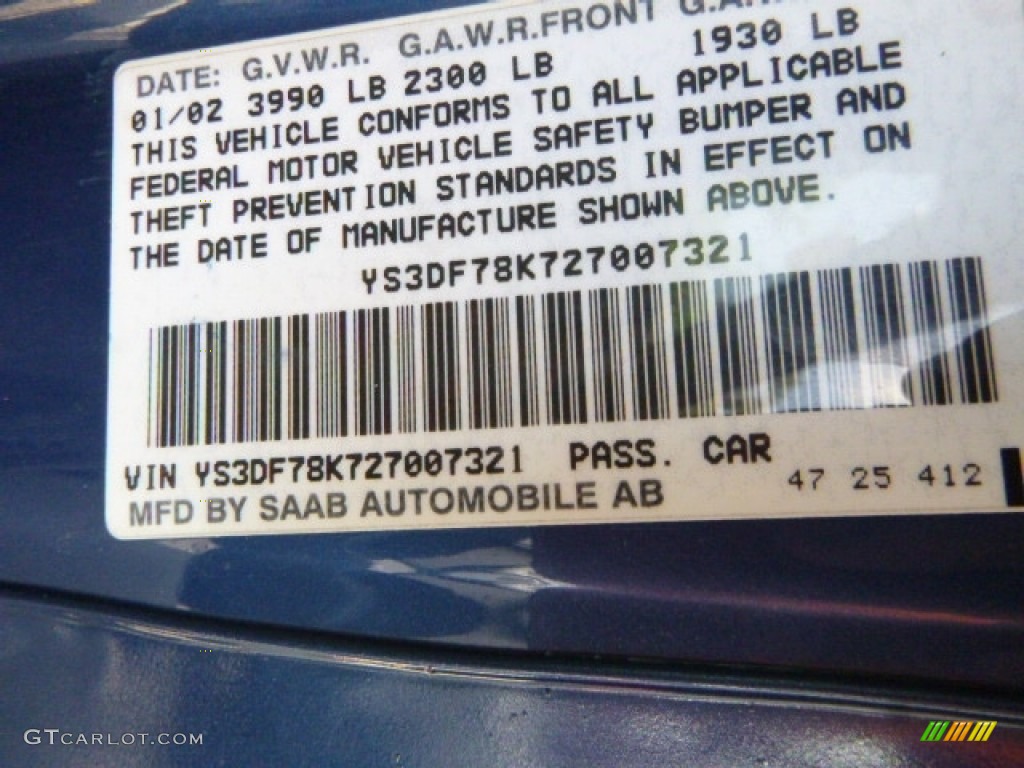 DATE: G.V.W.R. G.A.W.R.FRONT
01/02 3990 LB 2300 LB 1930 LB
THIS VEHICLE CONFORMS TO ALL APPLICABLE
FEDERAL MOTOR VEHICLE SAFETY BUMPER AND
THEFT PREVENTION STANDARDS IN EFFECT ON
THE DATE OF MANUFACTURE SHOWN ABOVE.
YS3DF78K727007321
VIN YS3DF78K727007321 PASS. CAR
47 25 412
MFD BY SAAB AUTOMOBILE AB
GTCARLOT.COM